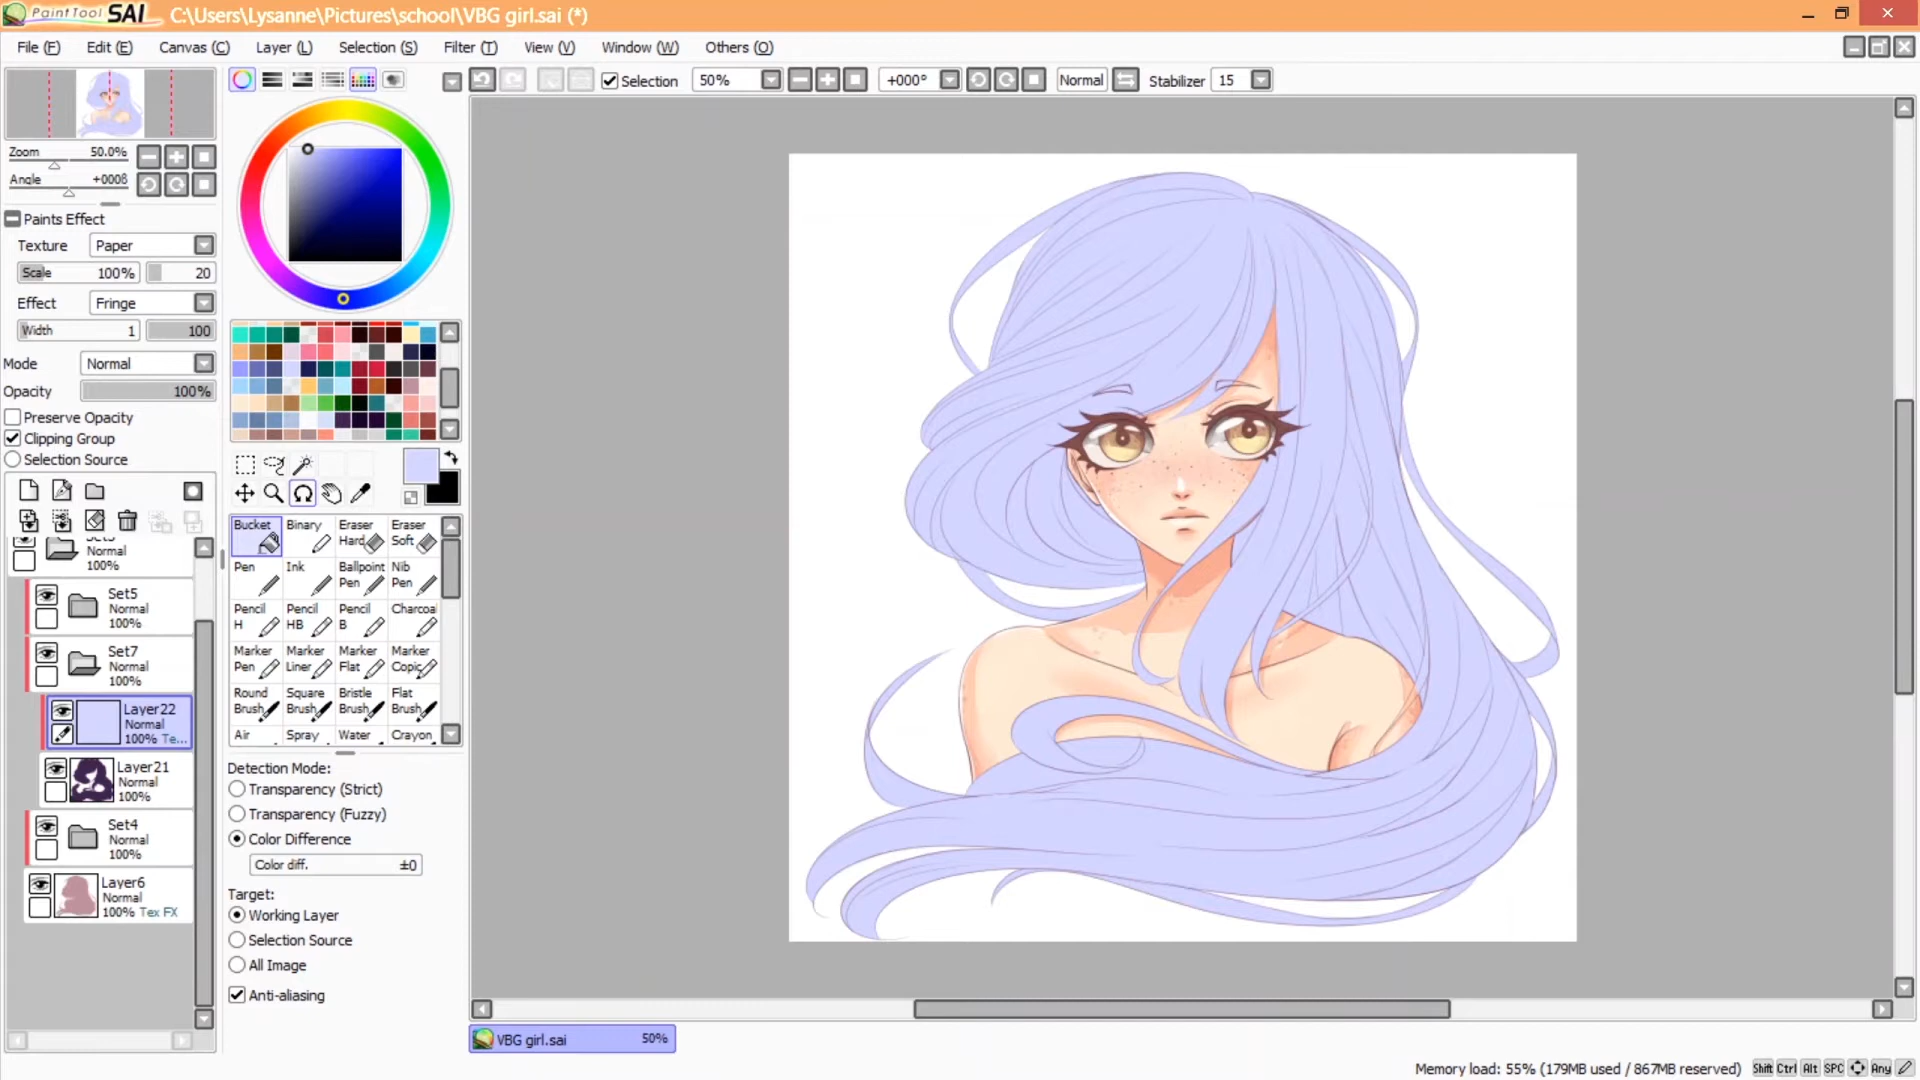 PaintTool SAI C:\Users\Lysanne\Pictures\school\VBG girl.sai (*)
File (F) Edit (E) Canvas (C) Layer (L) Selection (S) Filter (T) View (V) Window (W) Others (O)
Selection 50% +000° Normal Stabilizer 15
Zoom 50.0%
Angle +000ß
Paints Effect
Texture Paper
Scale 100% 20
Effect Fringe
Width 1 100
Mode Normal
Opacity 100%
Preserve Opacity
Clipping Group
Selection Source
Normal
100%
Set5
Normal
100%
Set7
Normal
100%
Layer22
Normal
100% Te...
Layer21
Normal
100%
Set4
Normal
100%
Layer6
Normal
100% Tex FX
Bucket Binary Eraser Hard Eraser Soft
Pen Ink Ballpoint Pen Nib Pen
Pencil H Pencil HB Pencil B Charcoal
Marker Pen Marker Liner Marker Flat Marker Copic
Round Brush Square Brush Bristle Brush Flat Brush
Air Spray Water Crayon
Detection Mode:
Transparency (Strict)
Transparency (Fuzzy)
Color Difference
Color diff. ±0
Target:
Working Layer
Selection Source
All Image
Anti-aliasing
VBG girl.sai 50%
Memory load: 55% (179MB used / 867MB reserved) Shift Ctrl Alt SPC Any